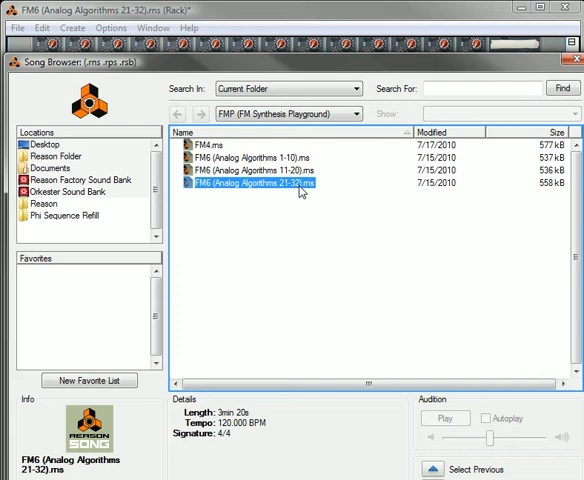 FM6 (Analog Algorithms 21-32).rns (Rack)*
File Edit Create Options Window Help
Song Browser: (.rns .rps .rsb)
Search In: Current Folder Search For: Find
FMP (FM Synthesis Playground) Show:
Locations
Desktop
Reason Folder
Documents
Reason Factory Sound Bank
Orkester Sound Bank
Reason
Phi Sequence Refill
Name Modified Size
FM4.rns 7/17/2010 577 kB
FM6 (Analog Algorithms 1-10).rns 7/15/2010 537 kB
FM6 (Analog Algorithms 11-20).rns 7/15/2010 536 kB
FM6 (Analog Algorithms 21-32).rns 7/15/2010 558 kB
Favorites
New Favorite List
Info
REASON
SONG
FM6 (Analog Algorithms
21-32).rns
Details
Length: 3min 20s
Tempo: 120.000 BPM
Signature: 4/4
Audition
Play Autoplay
Select Previous